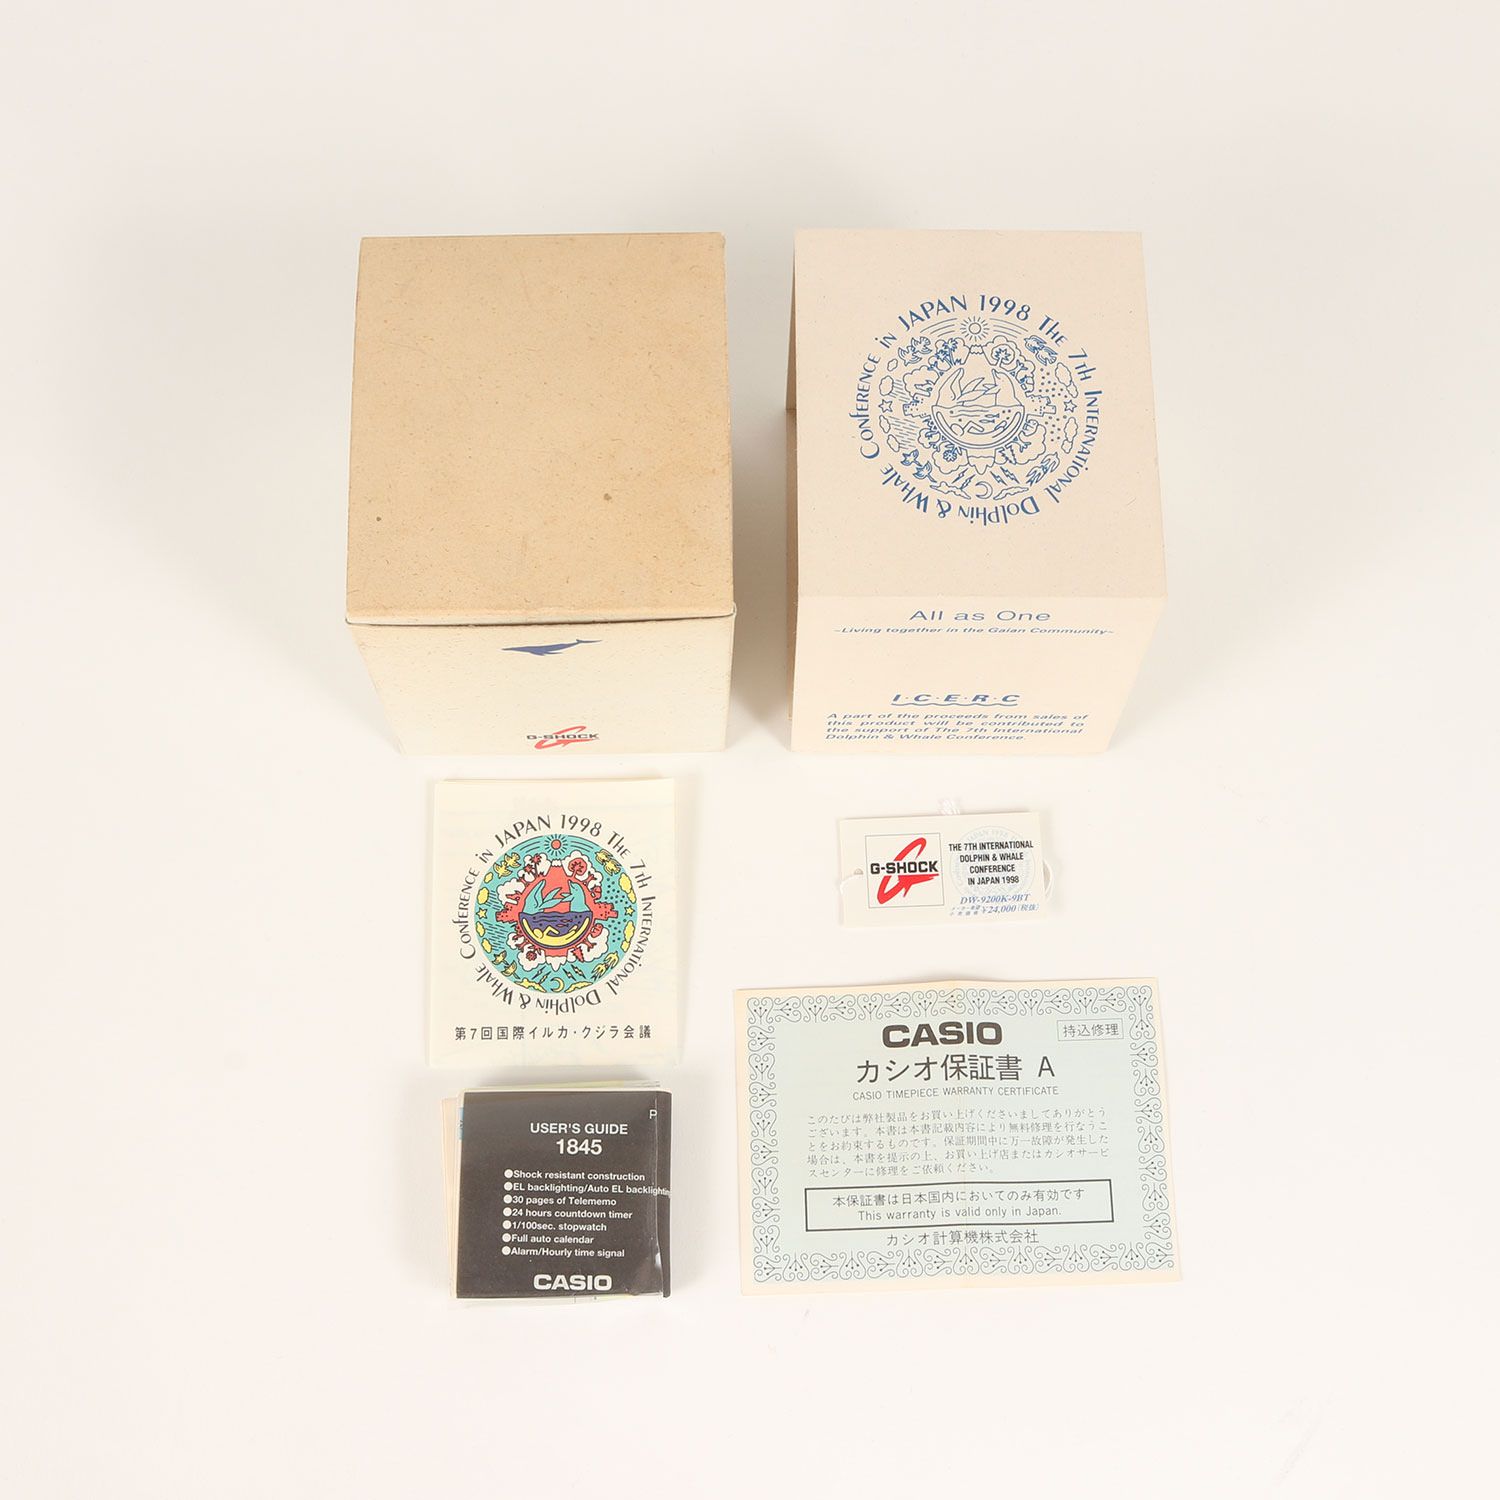 G-SHOCK
JAPAN 1998 The 7th International Dolphin & Whale Conference in
All as One
~Living together in the Gaian Community~
I·C·E·R·C
A part of the proceeds from sales of
this product will be contributed to
the support of The 7th International
Dolphin & Whale Conference.
JAPAN 1998 The 7th International Dolphin & Whale Conference in
第7回国際イルカ・クジラ会議
G-SHOCK
THE 7TH INTERNATIONAL
DOLPHIN & WHALE
CONFERENCE
IN JAPAN 1998
DW-9200K-9BT
メーカー希望
小売価格 ¥24,000(税抜)
P
USER'S GUIDE
1845
●Shock resistant construction
●EL backlighting/Auto EL backlighting
●30 pages of Telememo
●24 hours countdown timer
●1/100sec. stopwatch
●Full auto calendar
●Alarm/Hourly time signal
CASIO
CASIO
持込修理
カシオ保証書 A
CASIO TIMEPIECE WARRANTY CERTIFICATE
このたびは弊社製品をお買い上げくださいましてありがとう
ございます。本書は本書記載内容により無料修理を行なうこ
とをお約束するものです。保証期間中に万一故障が発生した
場合は、本書を提示の上、お買い上げ店またはカシオサービ
スセンターに修理をご依頼ください。
本保証書は日本国内においてのみ有効です
This warranty is valid only in Japan.
カシオ計算機株式会社